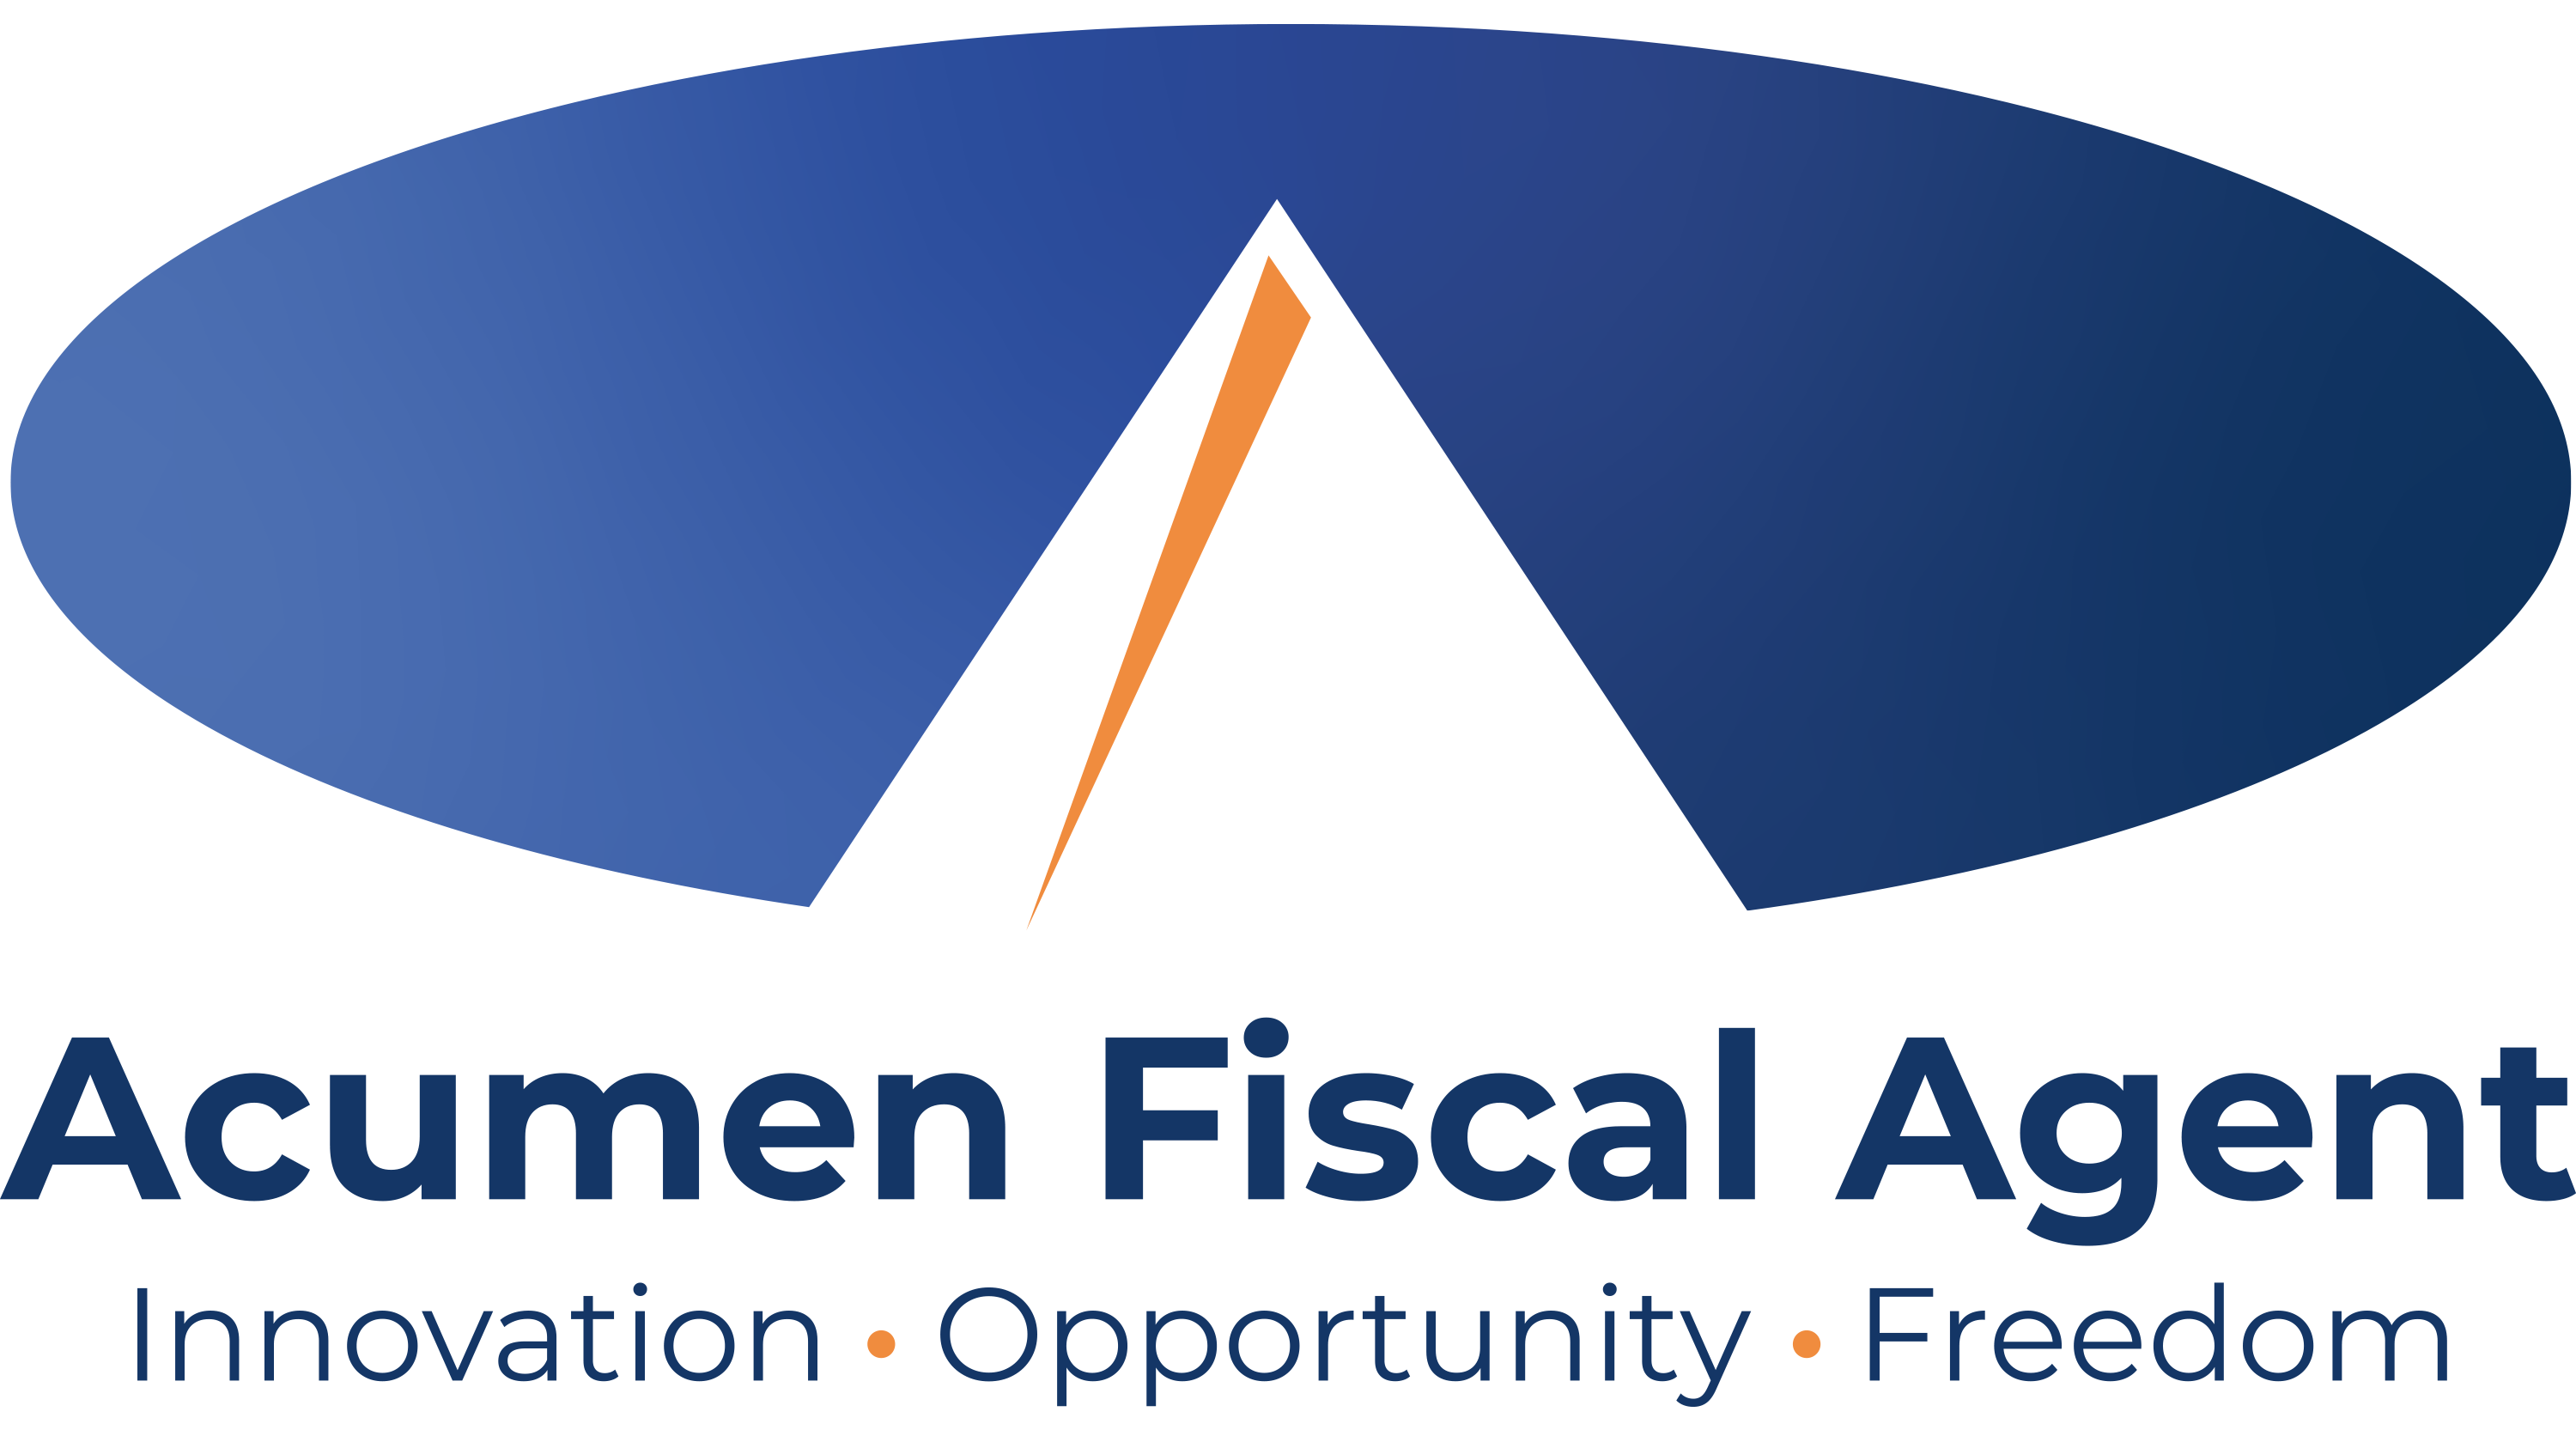 Acumen Fiscal Agent
Innovation • Opportunity • Freedom